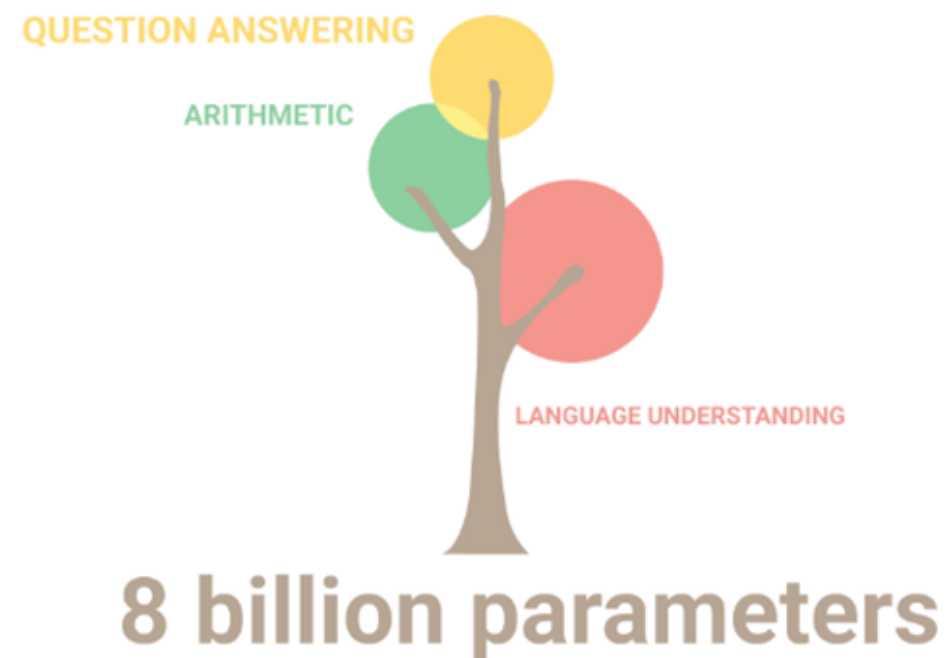 QUESTION ANSWERING
ARITHMETIC
LANGUAGE UNDERSTANDING
8 billion parameters